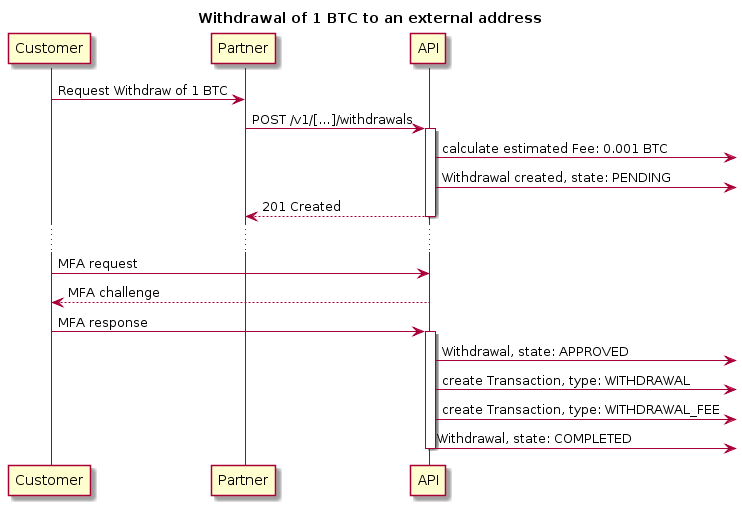 Withdrawal of 1 BTC to an external address
Customer
Partner
API
Request Withdraw of 1 BTC
POST /v1/[...]/withdrawals
calculate estimated Fee: 0.001 BTC
Withdrawal created, state: PENDING
201 Created
MFA request
MFA challenge
MFA response
Withdrawal, state: APPROVED
create Transaction, type: WITHDRAWAL
create Transaction, type: WITHDRAWAL_FEE
Withdrawal, state: COMPLETED
Customer
Partner
API